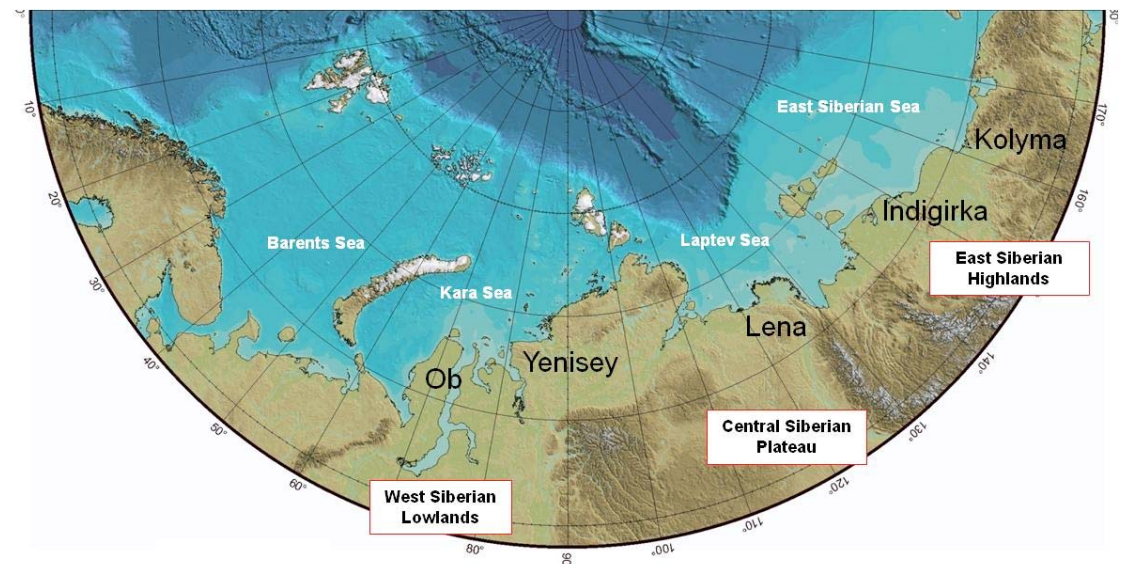 East Siberian Sea
Kolyma
Indigirka
Barents Sea
Laptev Sea
East Siberian
Highlands
Kara Sea
Lena
Yenisey
Ob
Central Siberian
Plateau
West Siberian
Lowlands
10°
20°
30°
40°
50°
60°
80°
90°
100°
110°
120°
130°
140°
160°
170°